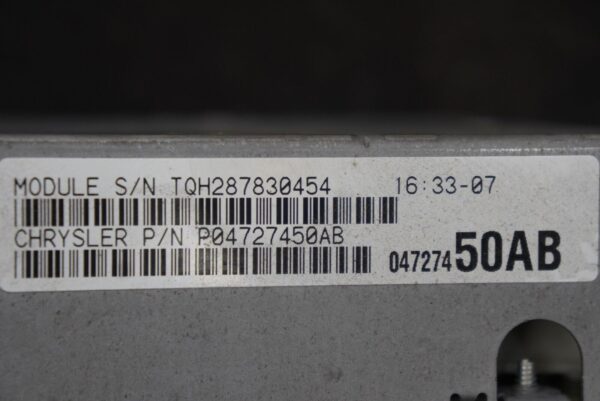 MODULE S/N TQH287830454 16:33-07
CHRYSLER P/N P04727450AB
04727450AB